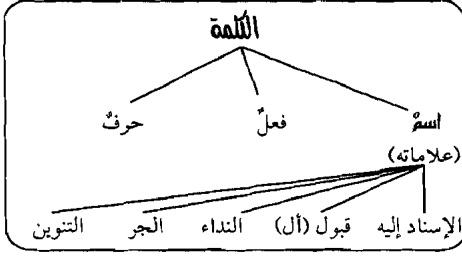 الكلمة
اسمٌ فعلٌ حرفٌ
(علاماته)
الإسناد إليه قبول (أل) النداء الجر التنوين